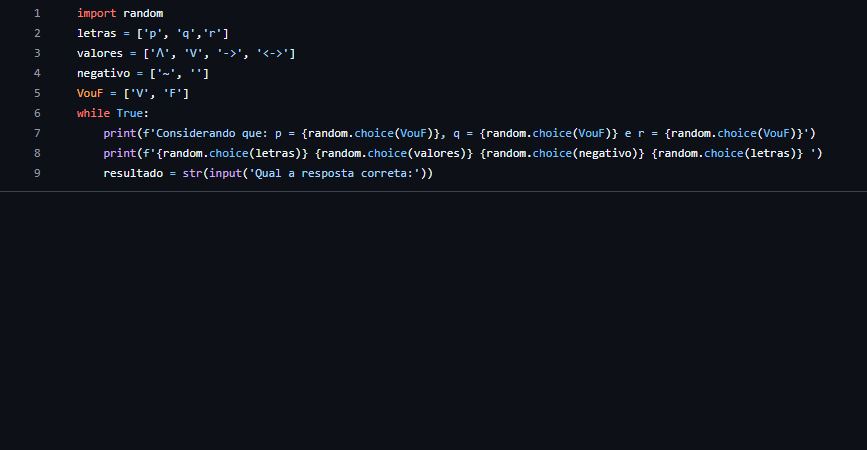 1 import random
2 letras = ['p', 'q','r']
3 valores = ['Λ', 'V', '->', '<->']
4 negativo = ['~', '']
5 VouF = ['V', 'F']
6 while True:
7 print(f'Considerando que: p = {random.choice(VouF)}, q = {random.choice(VouF)} e r = {random.choice(VouF)}')
8 print(f'{random.choice(letras)} {random.choice(valores)} {random.choice(negativo)} {random.choice(letras)} ')
9 resultado = str(input('Qual a resposta correta:'))